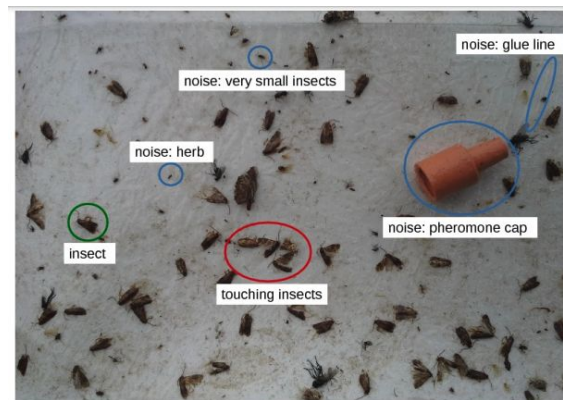 noise: glue line
noise: very small insects
noise: herb
noise: pheromone cap
insect
touching insects